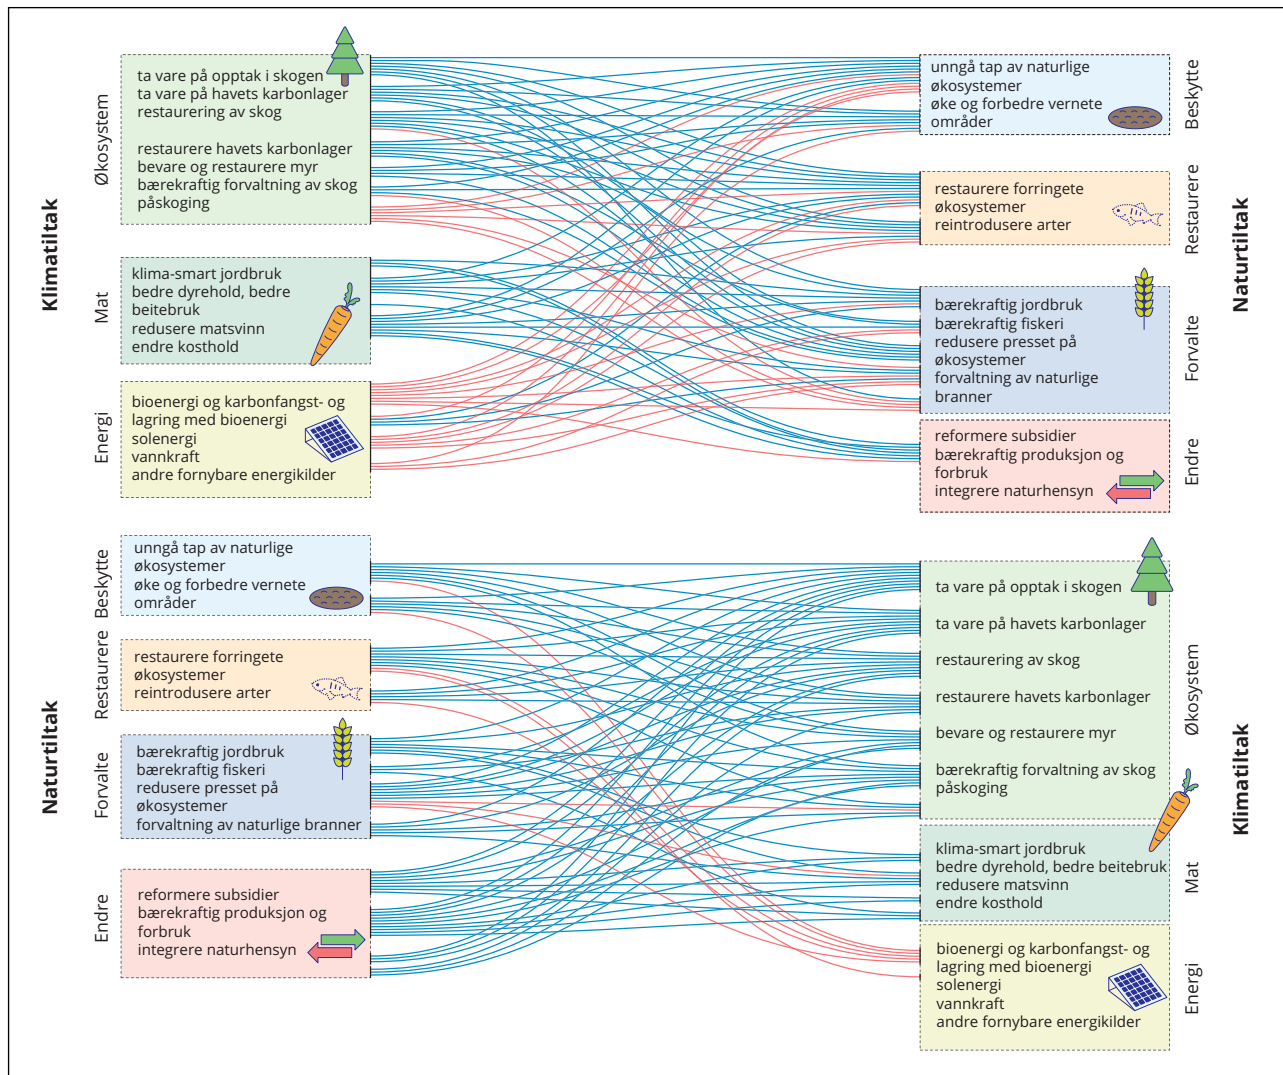 Klimatiltak
Økosystem
ta vare på opptak i skogen
ta vare på havets karbonlager
restaurering av skog
restaurere havets karbonlager
bevare og restaurere myr
bærekraftig forvaltning av skog
påskoging
Mat
klima-smart jordbruk
bedre dyrehold, bedre
beitebruk
redusere matsvinn
endre kosthold
Energi
bioenergi og karbonfangst- og
lagring med bioenergi
solenergi
vannkraft
andre fornybare energikilder
unngå tap av naturlige
økosystemer
øke og forbedre vernete
områder
Beskytte
restaurere forringete
økosystemer
reintrodusere arter
Restaurere
bærekraftig jordbruk
bærekraftig fiskeri
redusere presset på
økosystemer
forvaltning av naturlige
branner
Forvalte
reformere subsidier
bærekraftig produksjon og
forbruk
integrere naturhensyn
Endre
Naturtiltak
Naturtiltak
Beskytte
unngå tap av naturlige
økosystemer
øke og forbedre vernete
områder
Restaurere
restaurere forringete
økosystemer
reintrodusere arter
Forvalte
bærekraftig jordbruk
bærekraftig fiskeri
redusere presset på
økosystemer
forvaltning av naturlige branner
Endre
reformere subsidier
bærekraftig produksjon og
forbruk
integrere naturhensyn
ta vare på opptak i skogen
ta vare på havets karbonlager
restaurering av skog
restaurere havets karbonlager
bevare og restaurere myr
bærekraftig forvaltning av skog
påskoging
Økosystem
klima-smart jordbruk
bedre dyrehold, bedre beitebruk
redusere matsvinn
endre kosthold
Mat
bioenergi og karbonfangst- og
lagring med bioenergi
solenergi
vannkraft
andre fornybare energikilder
Energi
Klimatiltak